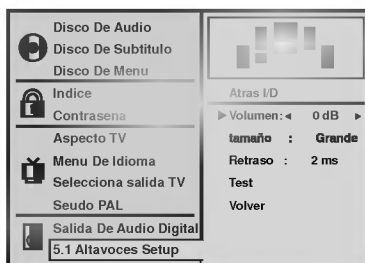 Disco De Audio
Disco De Subtitulo
Disco De Menu
Indice
Contrasena
Aspecto TV
Menu De Idioma
Selecciona salida TV
Seudo PAL
Salida De Audio Digital
5.1 Altavoces Setup
Atras I/D
Volumen: 0 dB
tamaño : Grande
Retraso : 2 ms
Test
Volver